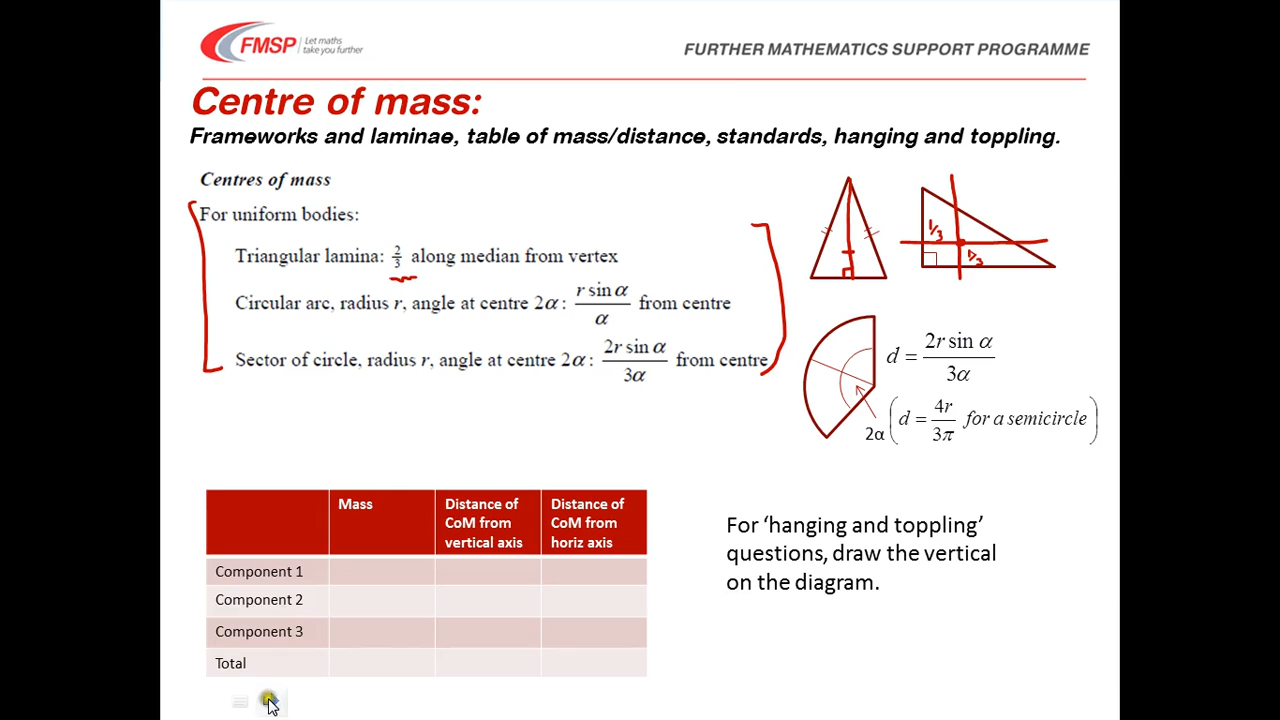 FMSP
Let maths
take you further
FURTHER MATHEMATICS SUPPORT PROGRAMME
Centre of mass:
Frameworks and laminae, table of mass/distance, standards, hanging and toppling.
Centres of mass
For uniform bodies:
Triangular lamina: 2/3 along median from vertex
Circular arc, radius r, angle at centre 2α: r sin α / α from centre
Sector of circle, radius r, angle at centre 2α: 2r sin α / 3α from centre
1/3
1/3
d = 2r sin α / 3α
2α
(d = 4r / 3π for a semicircle)
Mass
Distance of CoM from vertical axis
Distance of CoM from horiz axis
Component 1
Component 2
Component 3
Total
For ‘hanging and toppling’
questions, draw the vertical
on the diagram.